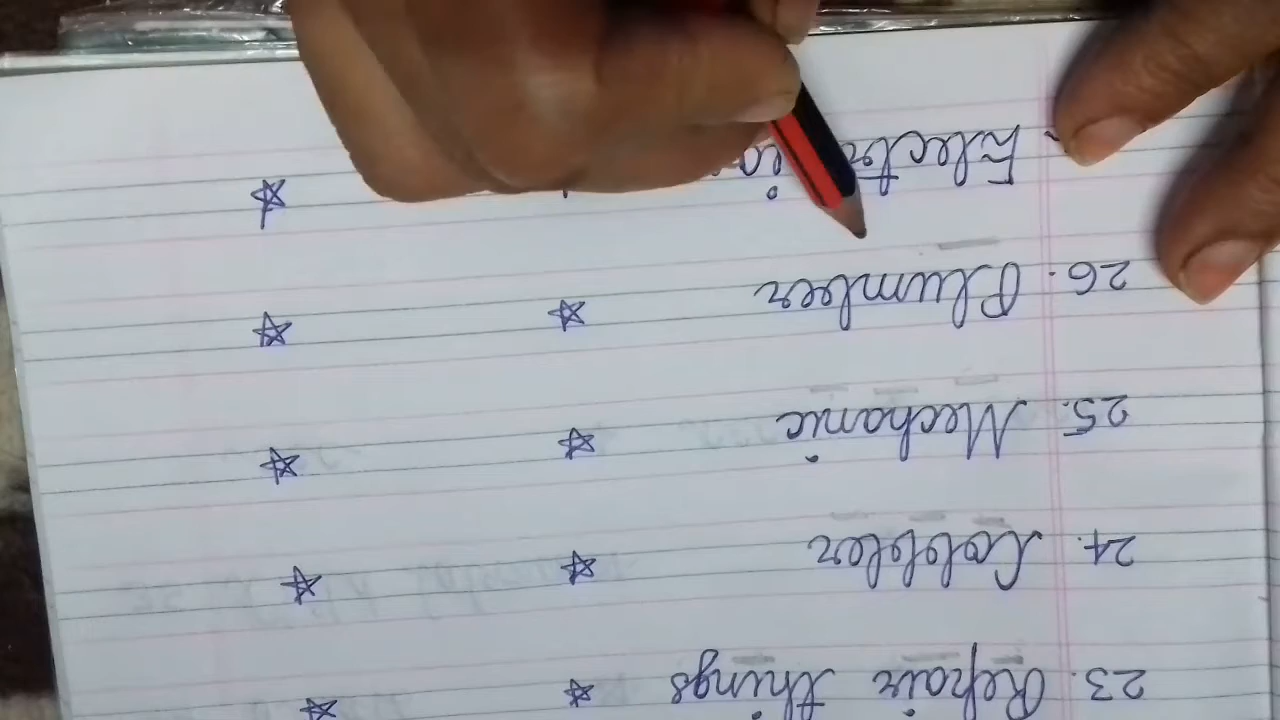 23. Repair things
24. Cobbler
25. Mechanic
26. Plumber